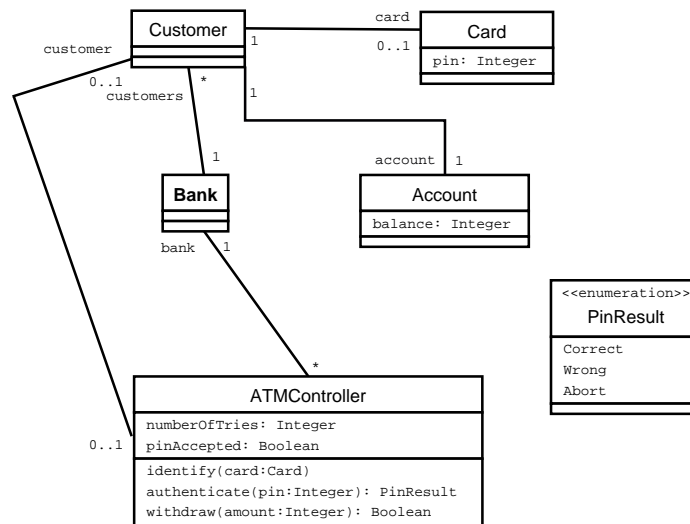 Customer
card
Card
1
0..1
pin: Integer
customer
0..1
customers
*
1
1
account
1
Bank
Account
balance: Integer
bank
1
<<enumeration>>
PinResult
Correct
Wrong
Abort
*
ATMController
numberOfTries: Integer
pinAccepted: Boolean
0..1
identify(card:Card)
authenticate(pin:Integer): PinResult
withdraw(amount:Integer): Boolean